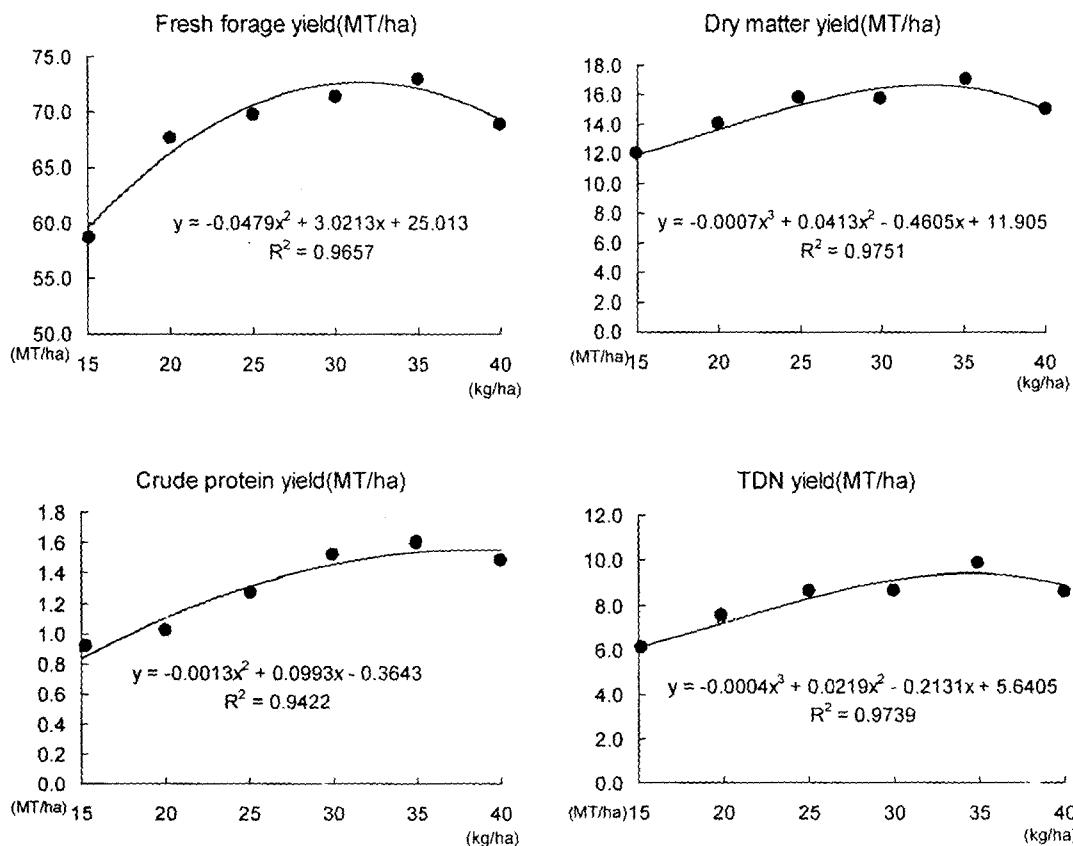 Fresh forage yield(MT/ha)
75.0
70.0
65.0
60.0
55.0
50.0
y = -0.0479x² + 3.0213x + 25.013
R² = 0.9657
(MT/ha)
15 20 25 30 35 40
(kg/ha)
Dry matter yield(MT/ha)
18.0
16.0
14.0
12.0
10.0
8.0
6.0
4.0
2.0
0.0
y = -0.0007x³ + 0.0413x² - 0.4605x + 11.905
R² = 0.9751
(MT/ha)
15 20 25 30 35 40
(kg/ha)
Crude protein yield(MT/ha)
1.8
1.6
1.4
1.2
1.0
0.8
0.6
0.4
0.2
0.0
y = -0.0013x² + 0.0993x - 0.3643
R² = 0.9422
(MT/ha)
15 20 25 30 35 40
(kg/ha)
TDN yield(MT/ha)
12.0
10.0
8.0
6.0
4.0
2.0
0.0
y = -0.0004x³ + 0.0219x² - 0.2131x + 5.6405
R² = 0.9739
(MT/ha)
15 20 25 30 35 40
(kg/ha)